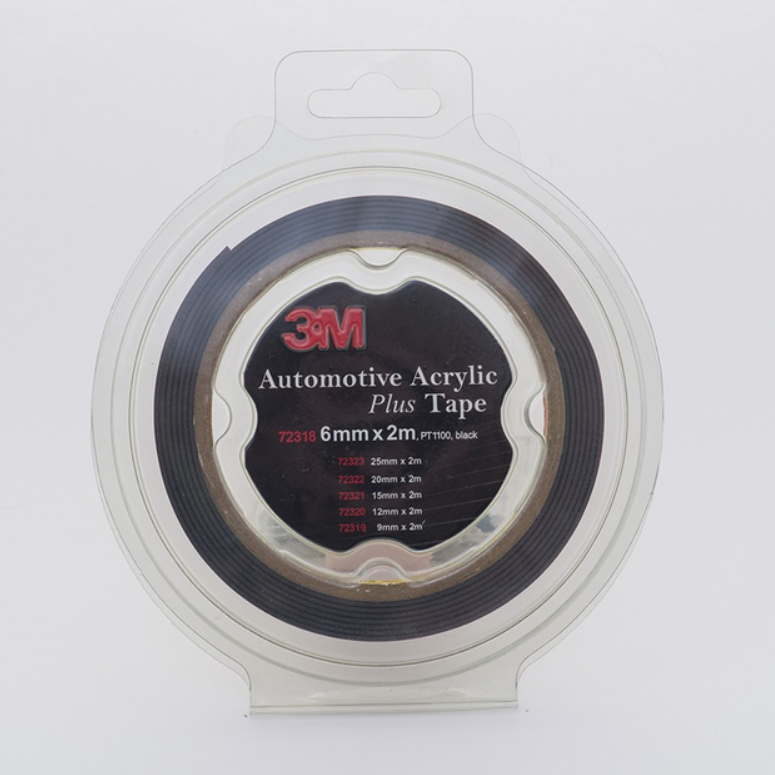 3M
Automotive Acrylic
Plus Tape
72318 6mm x 2m, PT1100, black
72323 25mm x 2m
72322 20mm x 2m
72321 15mm x 2m
72320 12mm x 2m
72319 9mm x 2m